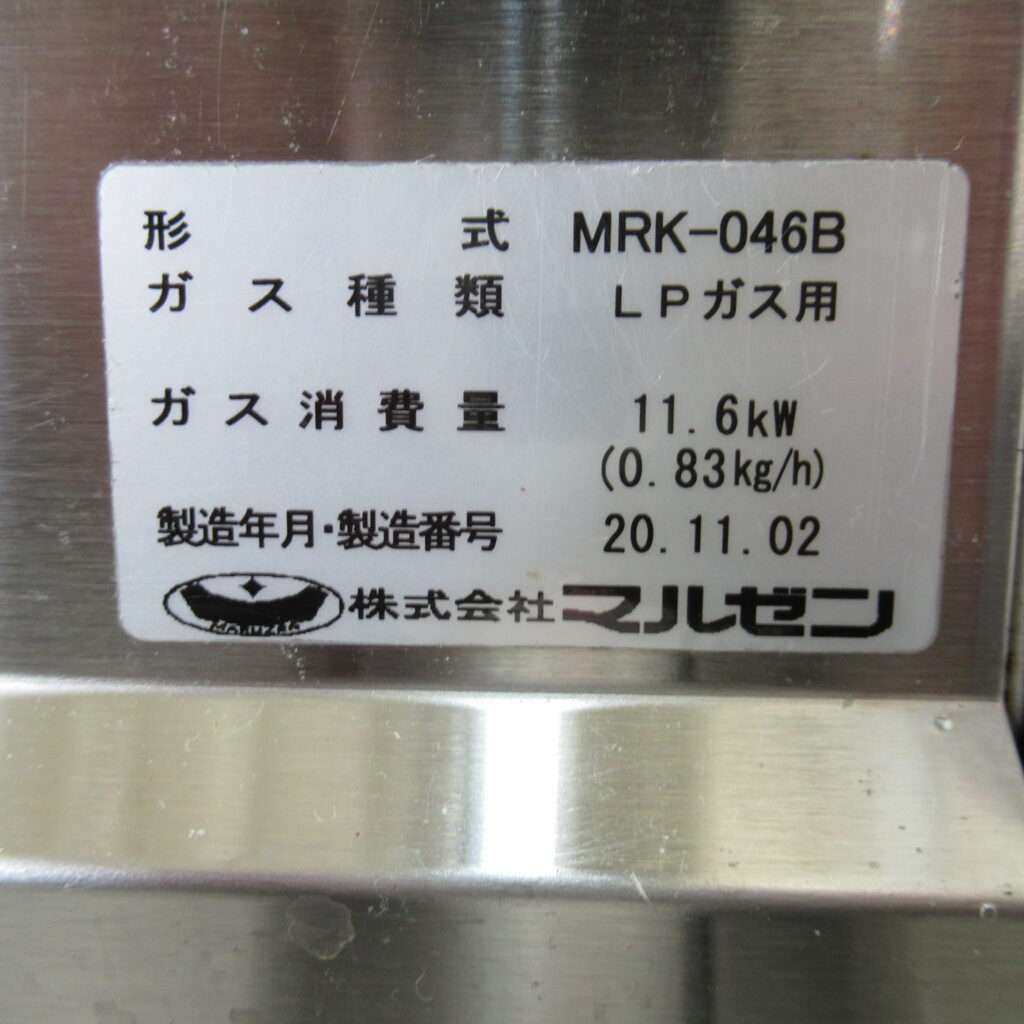 形式 MRK-046B
ガス種類 LPガス用
ガス消費量 11.6kW
(0.83kg/h)
製造年月・製造番号 20.11.02
MARUZEN 株式会社マルゼン